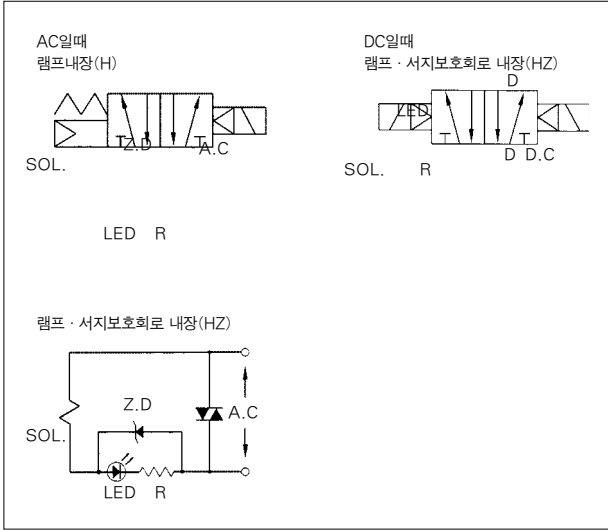 AC일때
램프내장(H)
Z.D
A.C
SOL.
LED R
DC일때
램프 · 서지보호회로 내장(HZ)
D
LED
D D.C
SOL. R
램프 · 서지보호회로 내장(HZ)
Z.D
A.C
SOL.
LED R